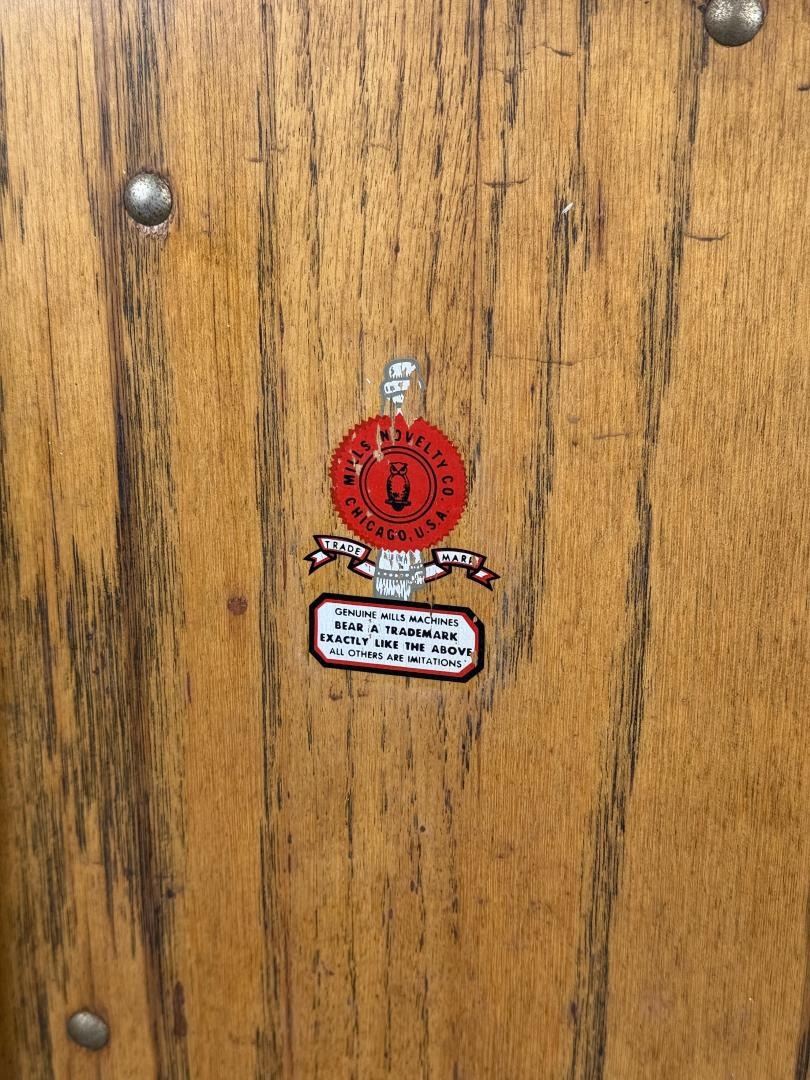 MILLS NOVELTY CO.
CHICAGO, U.S.A.
TRADE MARK
GENUINE MILLS MACHINES
BEAR A TRADEMARK
EXACTLY LIKE THE ABOVE
ALL OTHERS ARE IMITATIONS